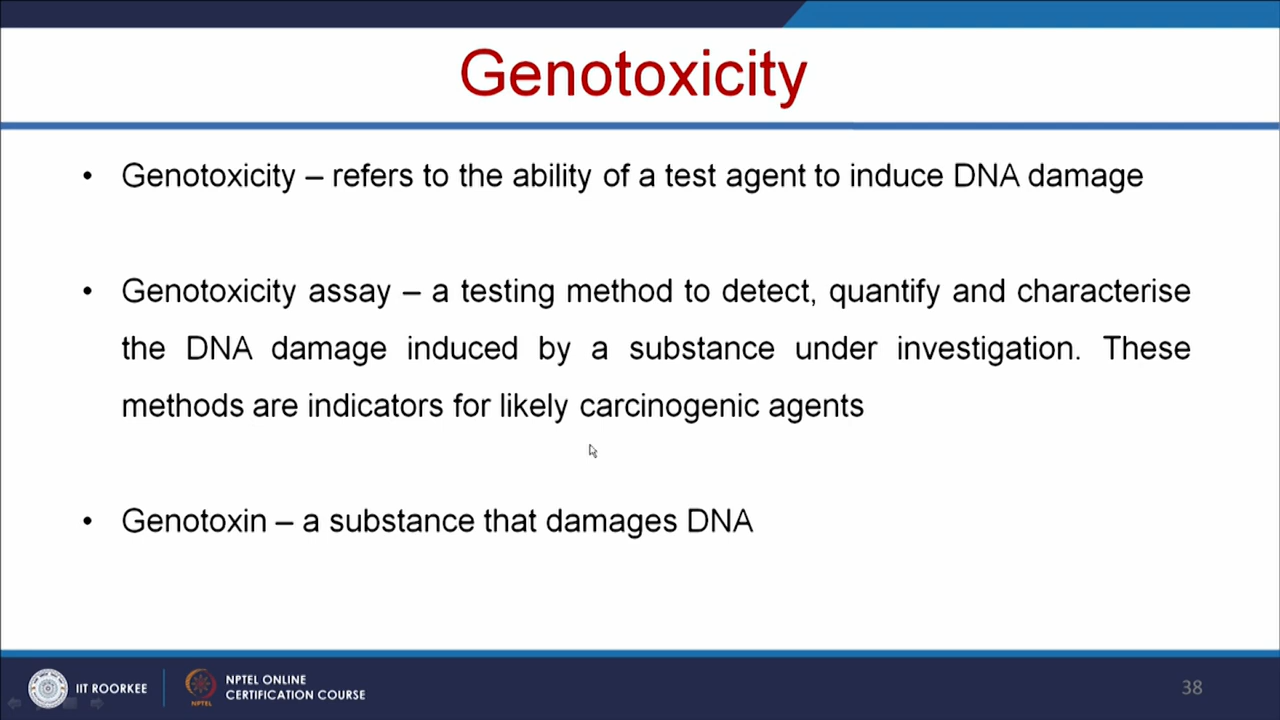 Genotoxicity
• Genotoxicity – refers to the ability of a test agent to induce DNA damage
• Genotoxicity assay – a testing method to detect, quantify and characterise
the DNA damage induced by a substance under investigation. These
methods are indicators for likely carcinogenic agents
• Genotoxin – a substance that damages DNA
IIT ROORKEE
NPTEL
NPTEL ONLINE
CERTIFICATION COURSE
38